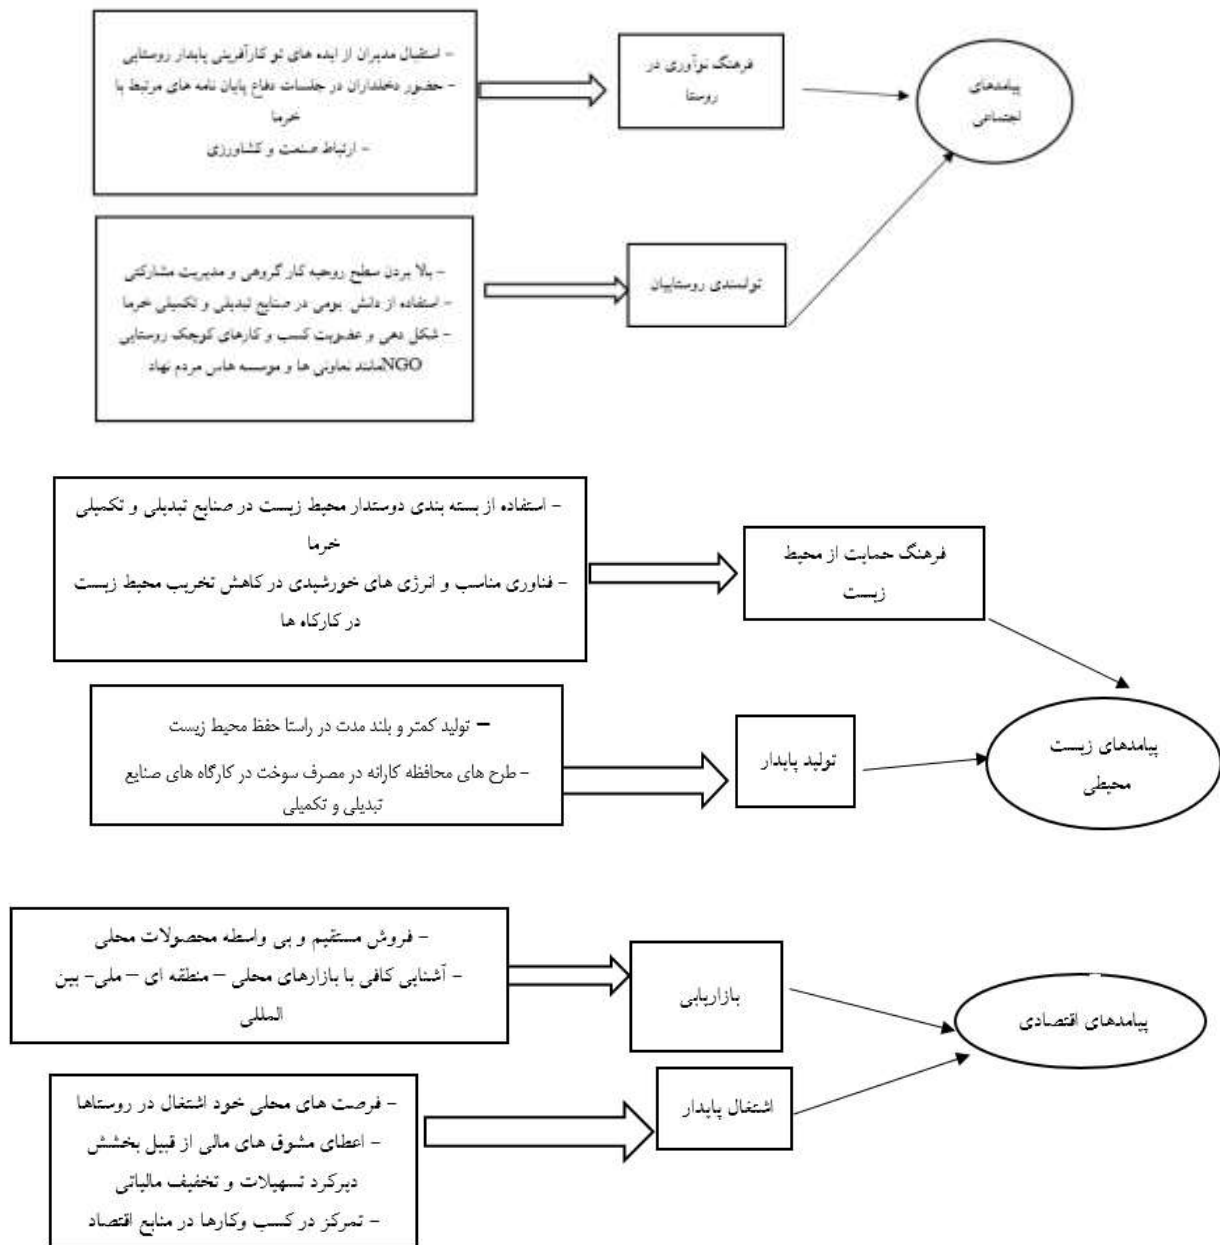 - استقبال مدیران از ایده های نو کارآفرینی پایدار روستایی
- حضور دخلداران در جلسات دفاع پایان نامه های مرتبط با
خرما
- ارتباط صنعت و کشاورزی
فرهنگ نوآوری در
روستا
پیامدهای
اجتماعی
- بالا بردن سطح روحیه کار گروهی و مدیریت مشارکتی
- استفاده از دانش بومی در صنایع تبدیلی و تکمیلی خرما
- شکل دهی و عضویت کسب و کارهای کوچک روستایی
NGOمانند تعاونی ها و موسسه هاس مردم نهاد
توانمندی روستاییان
- استفاده از بسته بندی دوستدار محیط زیست در صنایع تبدیلی و تکمیلی
خرما
- فناوری مناسب و انرژی های خورشیدی در کاهش تخریب محیط زیست
در کارکاه ها
فرهنگ حمایت از محیط
زیست
– تولید کمتر و بلند مدت در راستا حفظ محیط زیست
- طرح های محافظه کارانه در مصرف سوخت در کارگاه های صنایع
تبدیلی و تکمیلی
تولید پایدار
پیامدهای زیست
محیطی
- فروش مستقیم و بی واسطه محصولات محلی
- آشنایی کافی با بازارهای محلی – منطقه ای – ملی- بین
المللی
بازاریابی
پیامدهای اقتصادی
- فرصت های محلی خود اشتغال در روستاها
- اعطای مشوق های مالی از قبیل بخشش
دیرکرد تسهیلات و تخفیف مالیاتی
- تمرکز در کسب وکارها در منابع اقتصاد
اشتغال پایدار